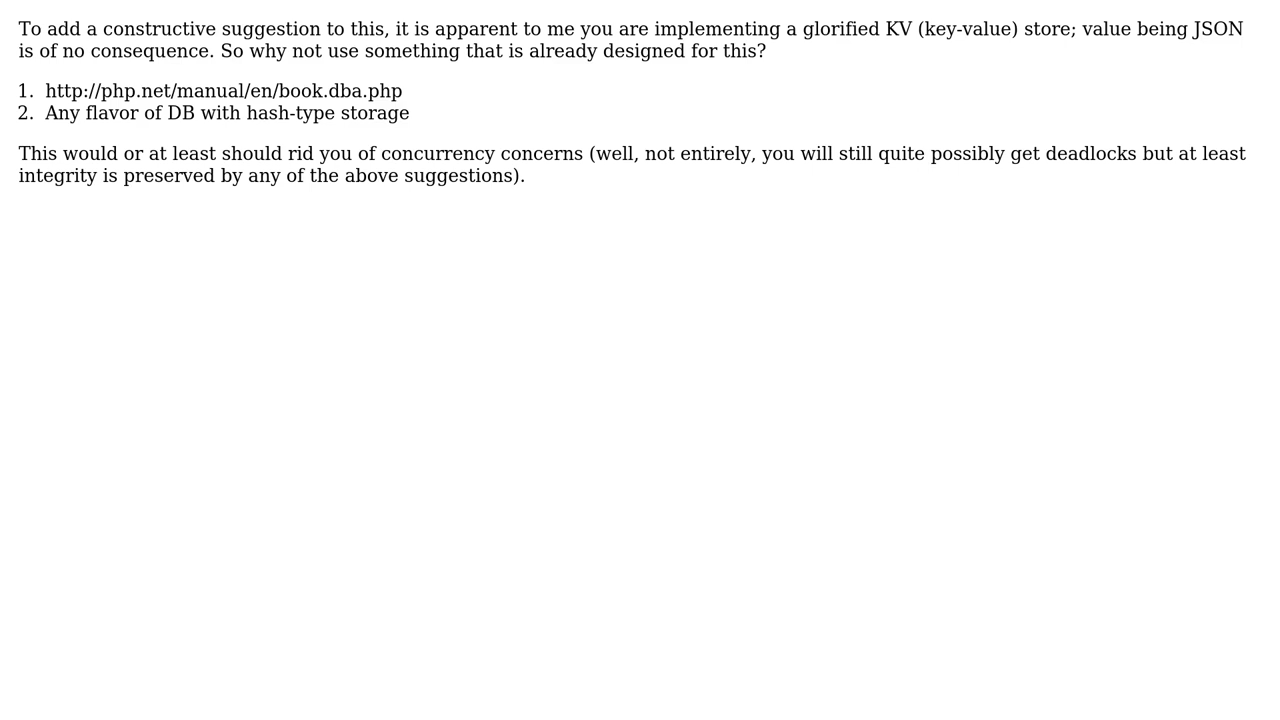 To add a constructive suggestion to this, it is apparent to me you are implementing a glorified KV (key-value) store; value being JSON
is of no consequence. So why not use something that is already designed for this?
1. http://php.net/manual/en/book.dba.php
2. Any flavor of DB with hash-type storage
This would or at least should rid you of concurrency concerns (well, not entirely, you will still quite possibly get deadlocks but at least
integrity is preserved by any of the above suggestions).